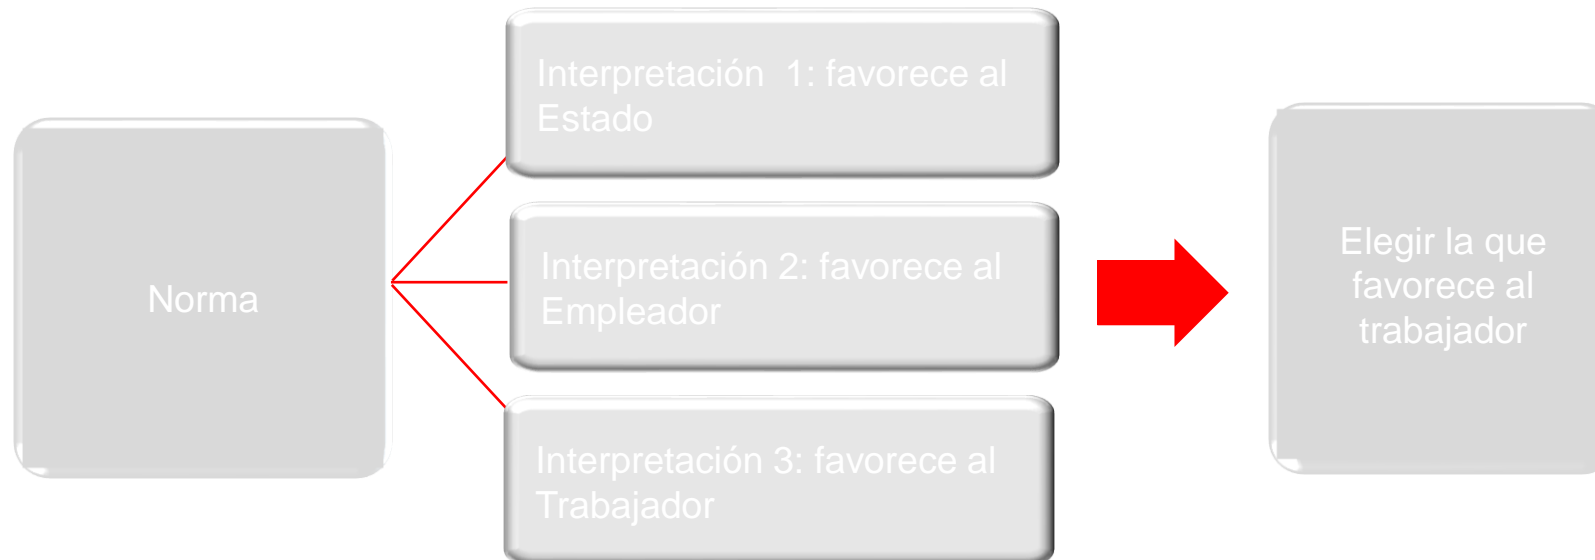 Interpretación  1: favorece al
Estado
Norma
Interpretación 2: favorece al
Empleador
Interpretación 3: favorece al
Trabajador
Elegir la que
favorece al
trabajador